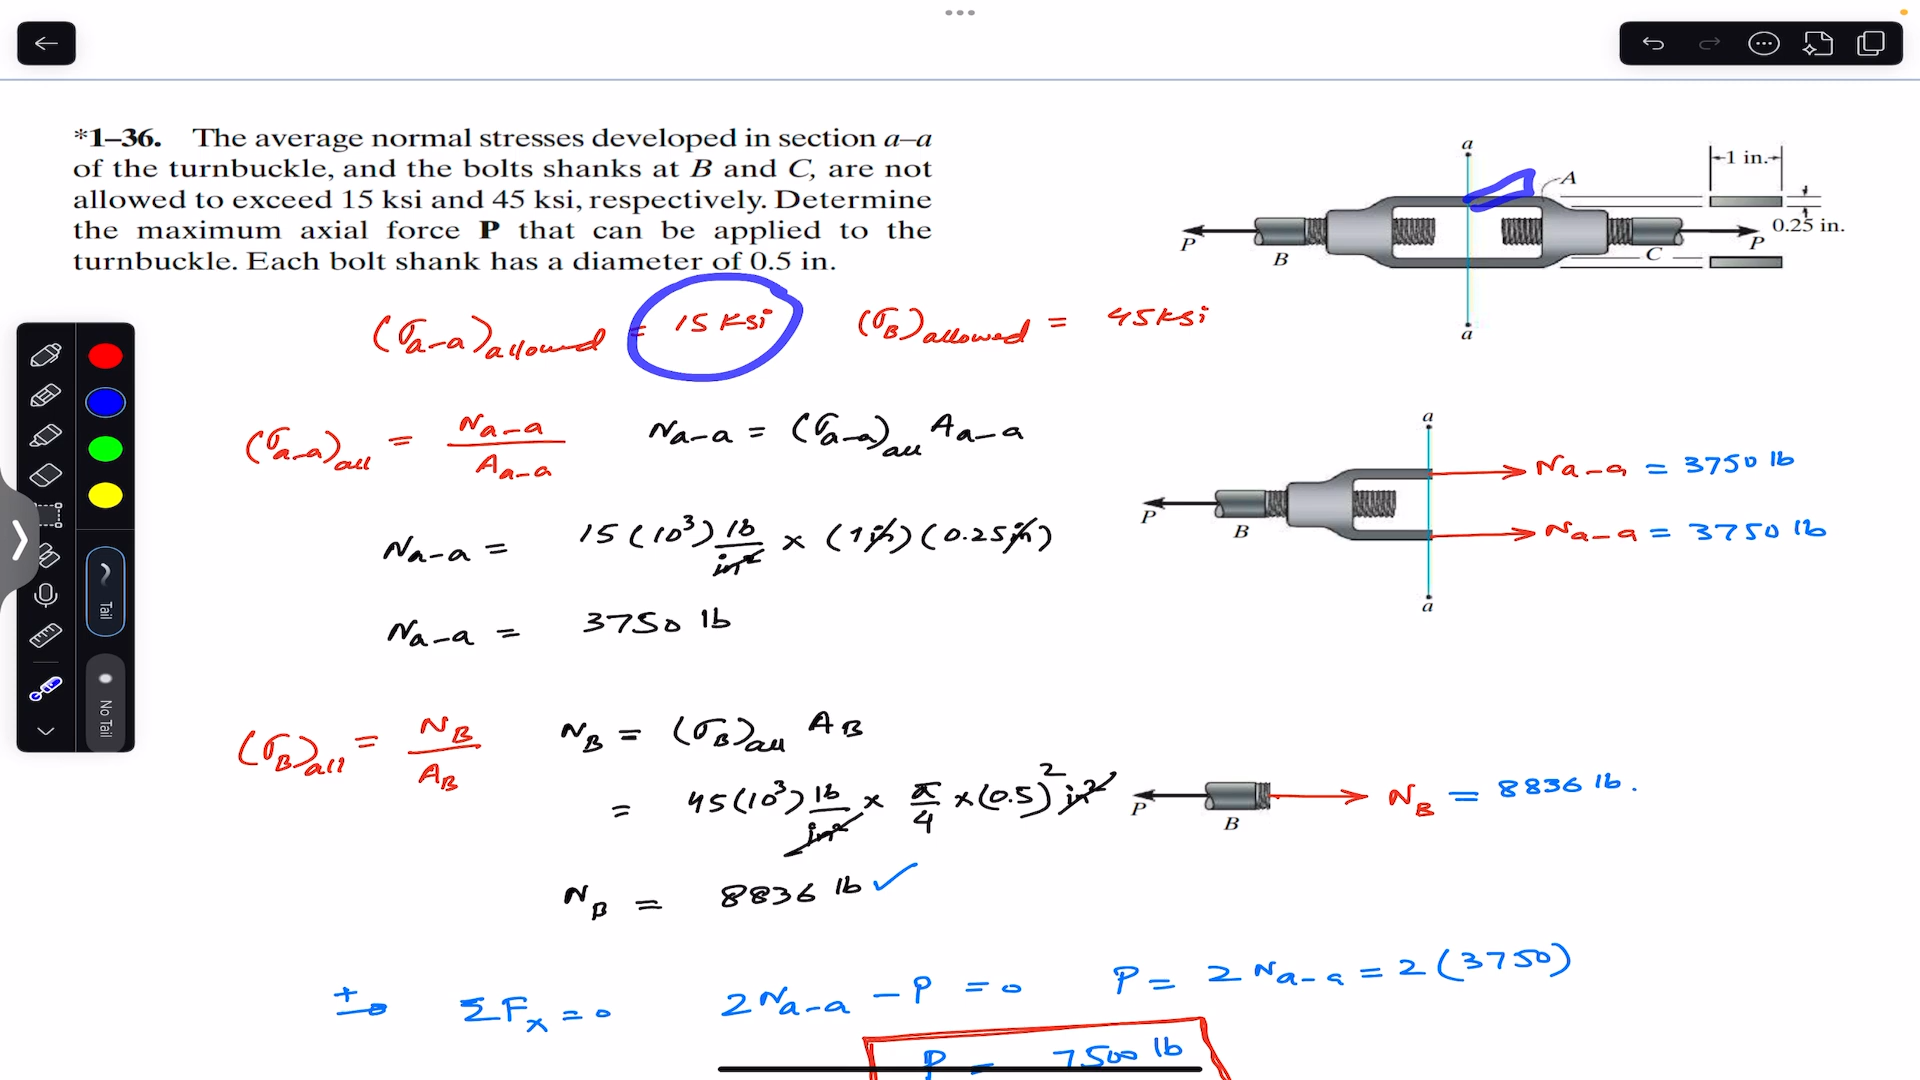 *1–36. The average normal stresses developed in section a–a
of the turnbuckle, and the bolts shanks at B and C, are not
allowed to exceed 15 ksi and 45 ksi, respectively. Determine
the maximum axial force P that can be applied to the
turnbuckle. Each bolt shank has a diameter of 0.5 in.
a
A
1 in.
0.25 in.
P
B
C
P
a
(σa-a)allowed = 15 ksi (σB)allowed = 45 ksi
(σa-a)all = Na-a / Aa-a Na-a = (σa-a)all Aa-a
a
Na-a = 3750 lb
P
B
Na-a = 3750 lb
a
Na-a = 15(10³) lb/in² × (1 in)(0.25 in)
Na-a = 3750 lb
(σB)all = NB / AB NB = (σB)all AB
= 45(10³) lb/in² × π/4 × (0.5)² in²
P
B
NB = 8836 lb.
NB = 8836 lb ✓
+→ ΣFx = 0 2Na-a − P = 0 P = 2Na-a = 2(3750)
P = 7500 lb
Tail
No Tail